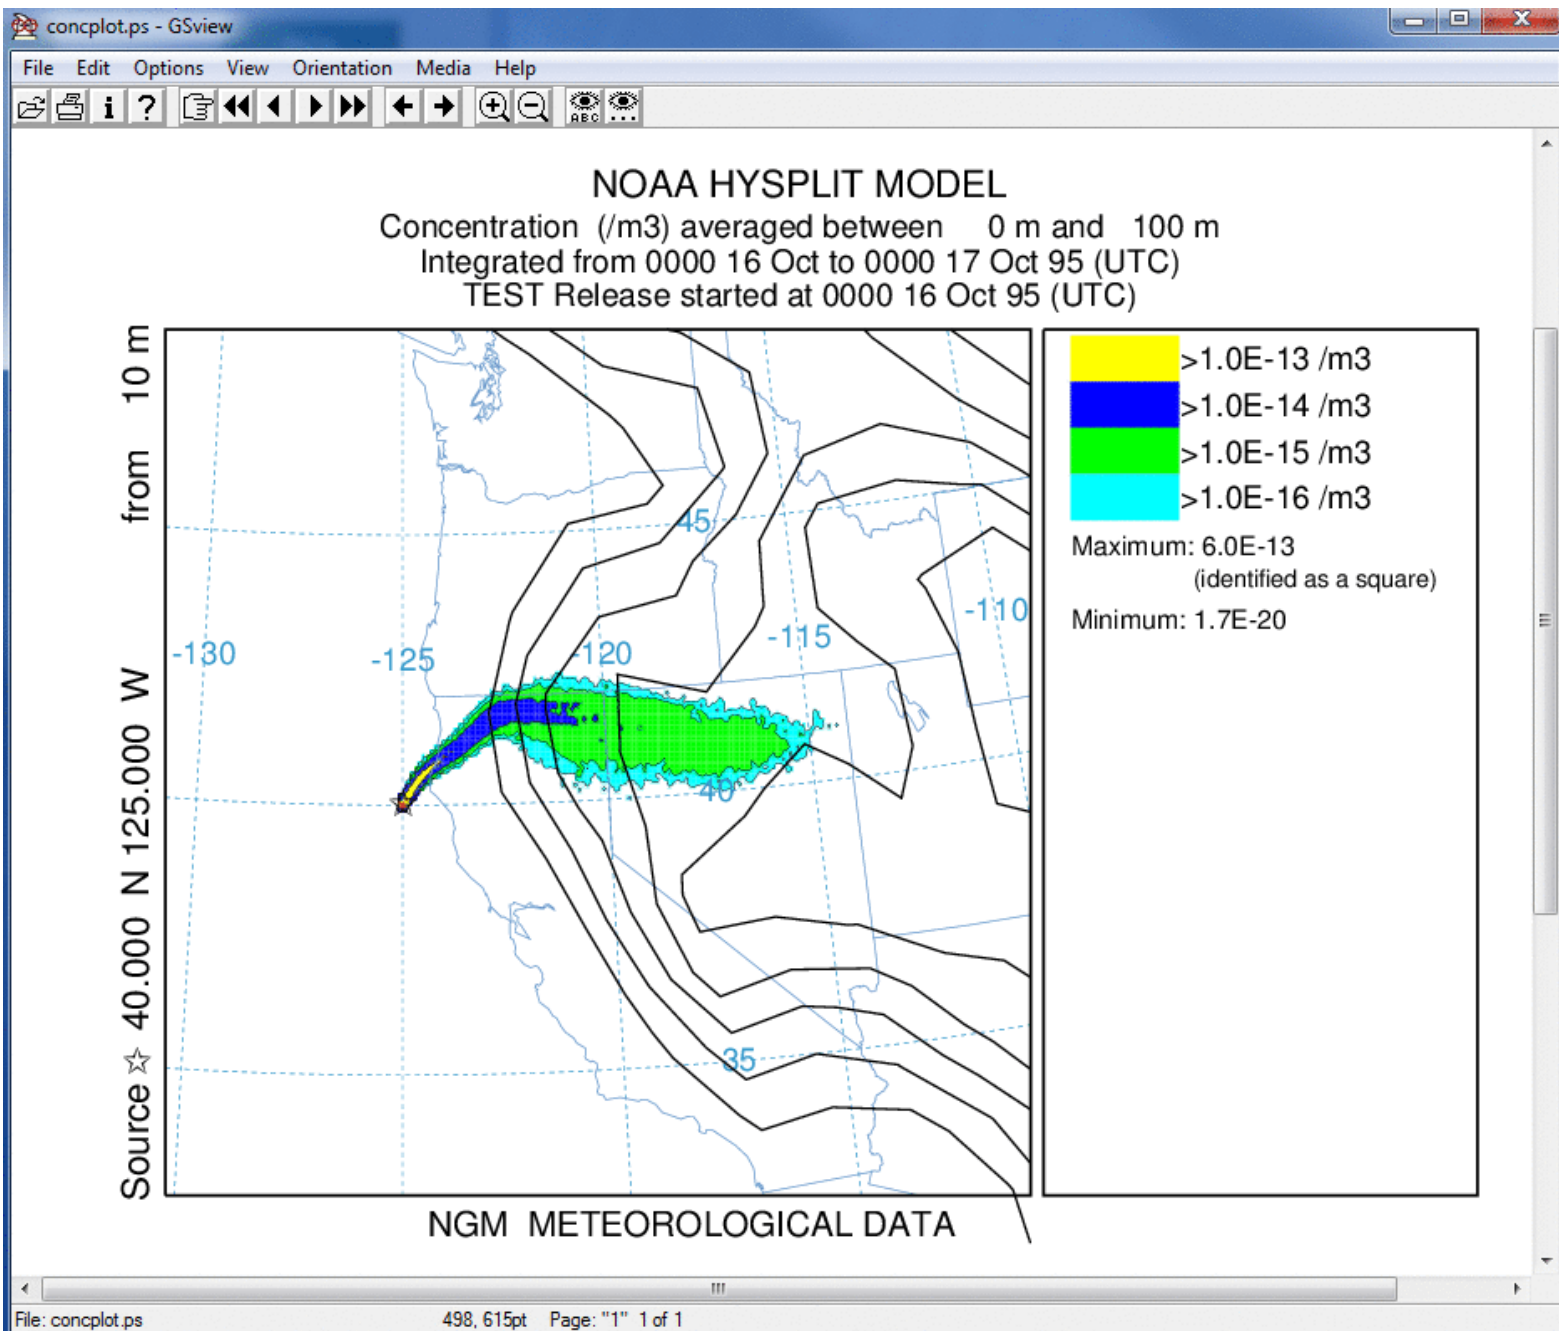 concplot.ps - GSview
File Edit Options View Orientation Media Help
ABC
NOAA HYSPLIT MODEL
Concentration (/m3) averaged between 0 m and 100 m
Integrated from 0000 16 Oct to 0000 17 Oct 95 (UTC)
TEST Release started at 0000 16 Oct 95 (UTC)
Source ☆ 40.000 N 125.000 W from 10 m
45
-130
-125
-120
-115
-110
40
35
>1.0E-13 /m3
>1.0E-14 /m3
>1.0E-15 /m3
>1.0E-16 /m3
Maximum: 6.0E-13
(identified as a square)
Minimum: 1.7E-20
NGM METEOROLOGICAL DATA
File: concplot.ps 498, 615pt Page: "1" 1 of 1